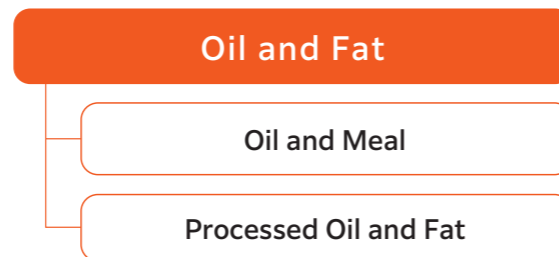 Oil and Fat
Oil and Meal
Processed Oil and Fat